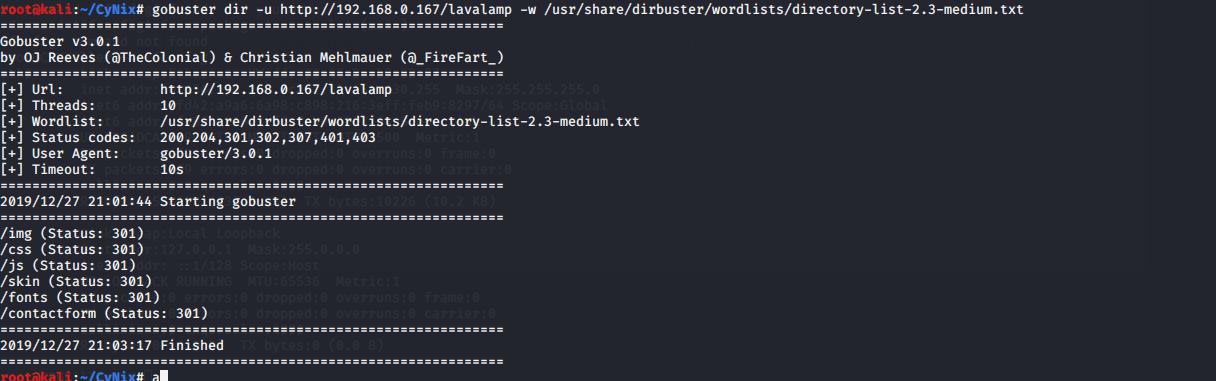 root@kali:~/CyNix# gobuster dir -u http://192.168.0.167/lavalamp -w /usr/share/dirbuster/wordlists/directory-list-2.3-medium.txt
===============================================================
Gobuster v3.0.1
by OJ Reeves (@TheColonial) & Christian Mehlmauer (@_FireFart_)
===============================================================
[+] Url:            http://192.168.0.167/lavalamp
[+] Threads:        10
[+] Wordlist:       /usr/share/dirbuster/wordlists/directory-list-2.3-medium.txt
[+] Status codes:   200,204,301,302,307,401,403
[+] User Agent:     gobuster/3.0.1
[+] Timeout:        10s
===============================================================
2019/12/27 21:01:44 Starting gobuster
===============================================================
/img (Status: 301)
/css (Status: 301)
/js (Status: 301)
/skin (Status: 301)
/fonts (Status: 301)
/contactform (Status: 301)
===============================================================
2019/12/27 21:03:17 Finished
===============================================================
root@kali:~/CyNix# a